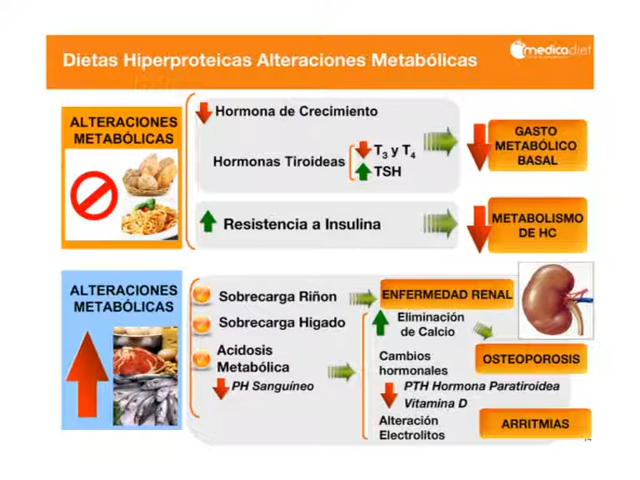 medicadiet
Dietas Hiperproteicas Alteraciones Metabólicas
ALTERACIONES
METABÓLICAS
Hormona de Crecimiento
Hormonas Tiroideas
T3 y T4
TSH
GASTO
METABÓLICO
BASAL
Resistencia a Insulina
METABOLISMO
DE HC
ALTERACIONES
METABÓLICAS
Sobrecarga Riñon
ENFERMEDAD RENAL
Sobrecarga Higado
Eliminación
de Calcio
Acidosis
Metabólica
PH Sanguíneo
Cambios
hormonales
OSTEOPOROSIS
PTH Hormona Paratiroidea
Vitamina D
Alteración
Electrolitos
ARRITMIAS